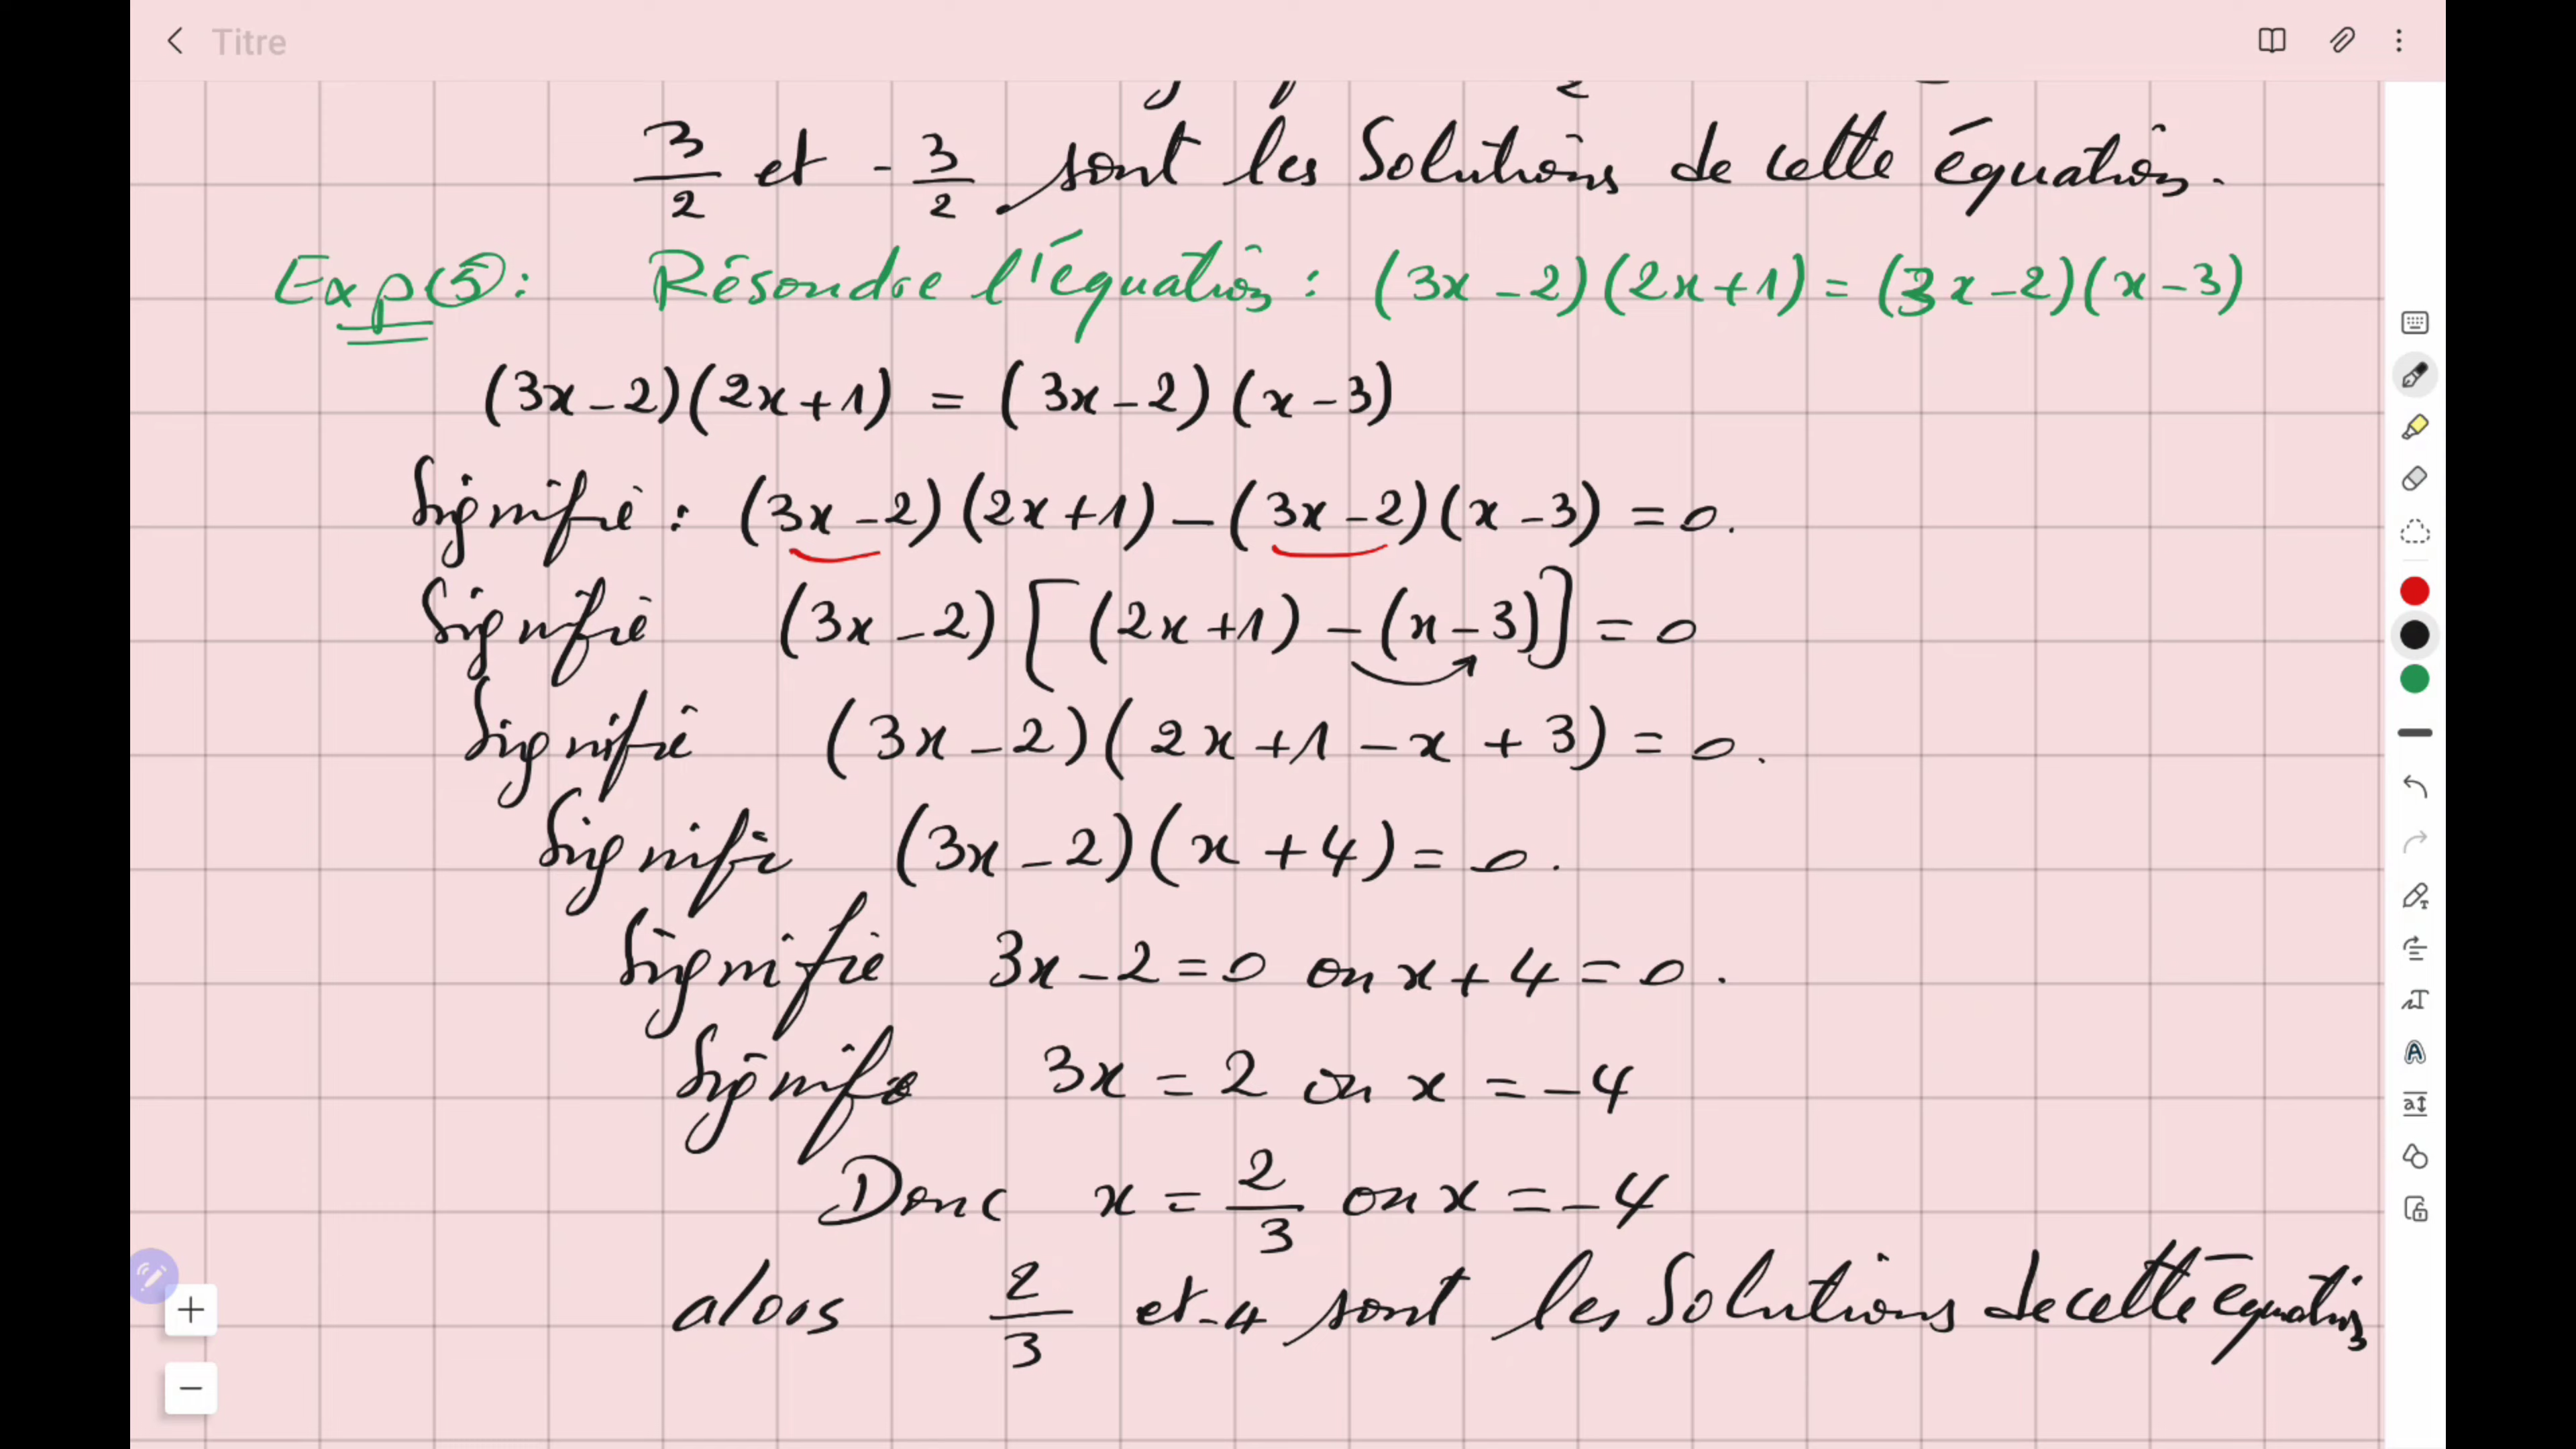 Titre
3/2 et -3/2 sont les Solutions de cette équation.
Exp(5): Résoudre l'équation : (3x-2)(2x+1) = (3x-2)(x-3)
(3x-2)(2x+1) = (3x-2)(x-3)
Signifie : (3x-2)(2x+1) - (3x-2)(x-3) = 0.
Signifie (3x-2)[(2x+1) - (x-3)] = 0
Signifie (3x-2)(2x+1-x+3) = 0.
Signifie (3x-2)(x+4) = 0.
Signifie 3x-2 = 0 ou x+4 = 0.
Signifie 3x = 2 ou x = -4
Donc x = 2/3 ou x = -4
alors 2/3 et -4 sont les Solutions de cette équation